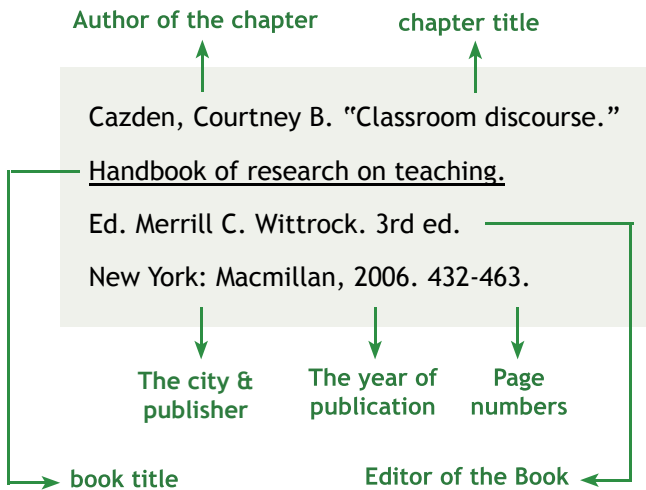 Author of the chapter
chapter title
Cazden, Courtney B. “Classroom discourse.”
Handbook of research on teaching.
Ed. Merrill C. Wittrock. 3rd ed.
New York: Macmillan, 2006. 432-463.
The city &
publisher
The year of
publication
Page
numbers
book title
Editor of the Book